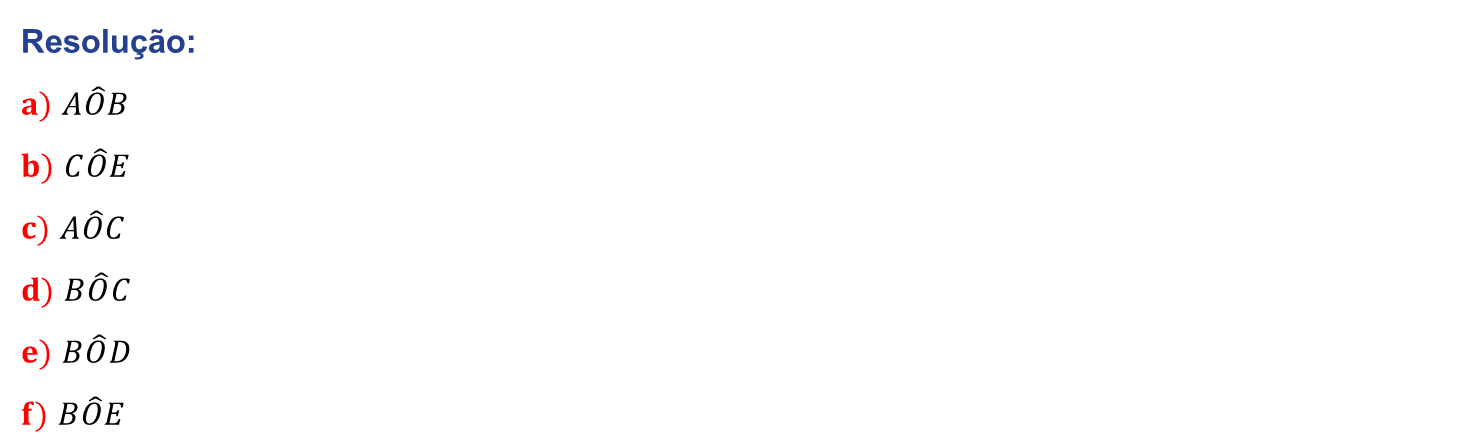 Resolução:
a) AÔB
b) CÔE
c) AÔC
d) BÔC
e) BÔD
f) BÔE